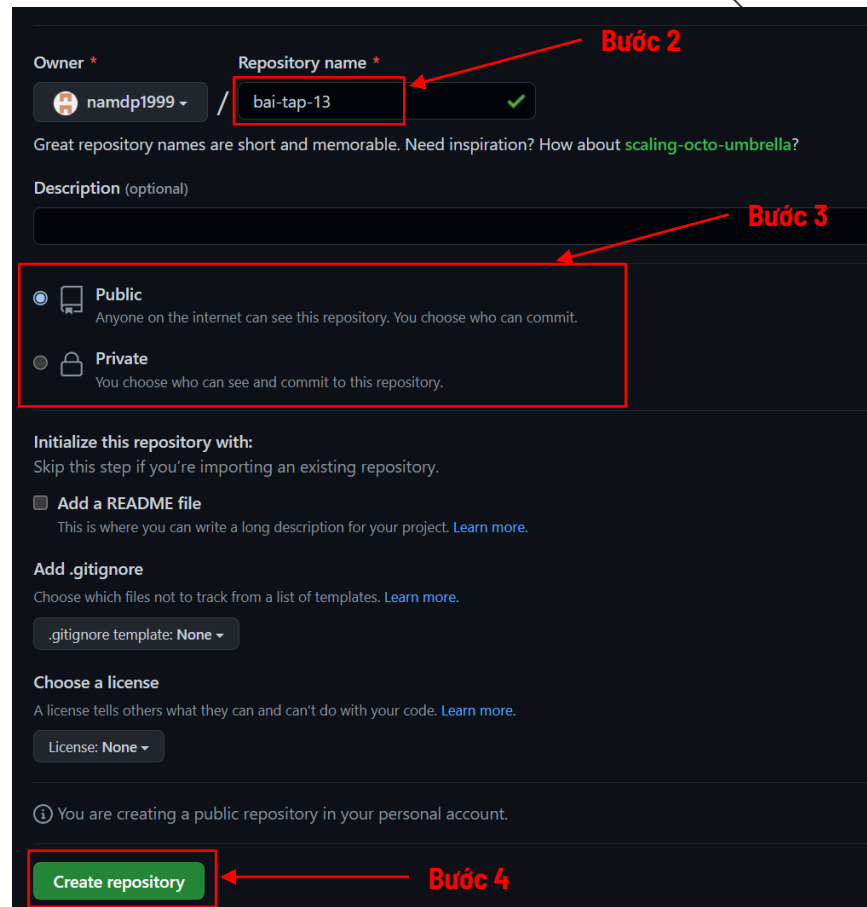 Bước 2
Owner * Repository name *
namdp1999 / bai-tap-13
Great repository names are short and memorable. Need inspiration? How about scaling-octo-umbrella?
Description (optional)
Bước 3
Public
Anyone on the internet can see this repository. You choose who can commit.
Private
You choose who can see and commit to this repository.
Initialize this repository with:
Skip this step if you're importing an existing repository.
Add a README file
This is where you can write a long description for your project. Learn more.
Add .gitignore
Choose which files not to track from a list of templates. Learn more.
.gitignore template: None
Choose a license
A license tells others what they can and can't do with your code. Learn more.
License: None
You are creating a public repository in your personal account.
Create repository
Bước 4